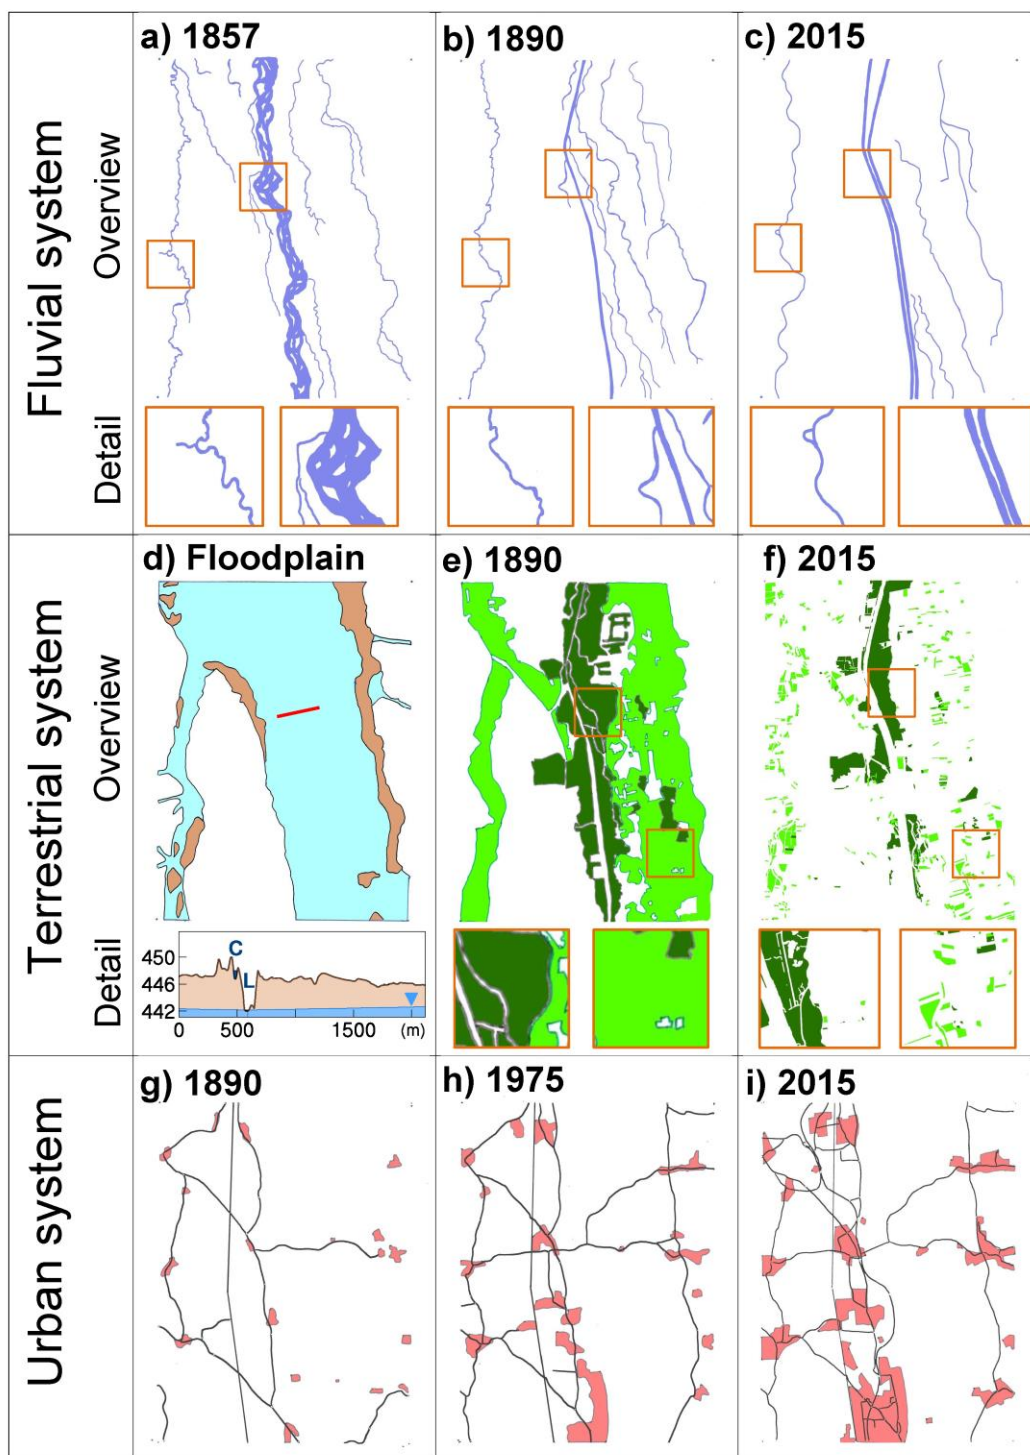 Fluvial system
Overview
Detail
a) 1857
b) 1890
c) 2015
Terrestrial system
Overview
Detail
d) Floodplain
e) 1890
f) 2015
450
446
442
C
L
0
500
1500
(m)
Urban system
g) 1890
h) 1975
i) 2015